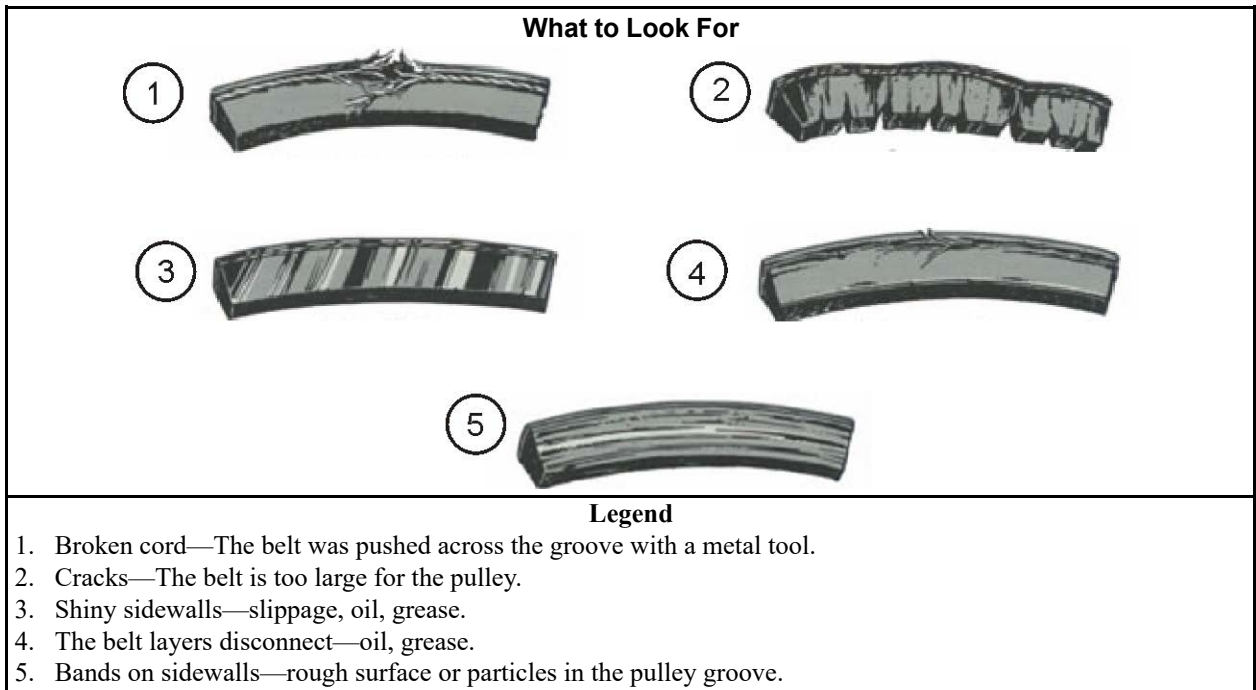 What to Look For
1
2
3
4
5
Legend
1. Broken cord—The belt was pushed across the groove with a metal tool.
2. Cracks—The belt is too large for the pulley.
3. Shiny sidewalls—slippage, oil, grease.
4. The belt layers disconnect—oil, grease.
5. Bands on sidewalls—rough surface or particles in the pulley groove.